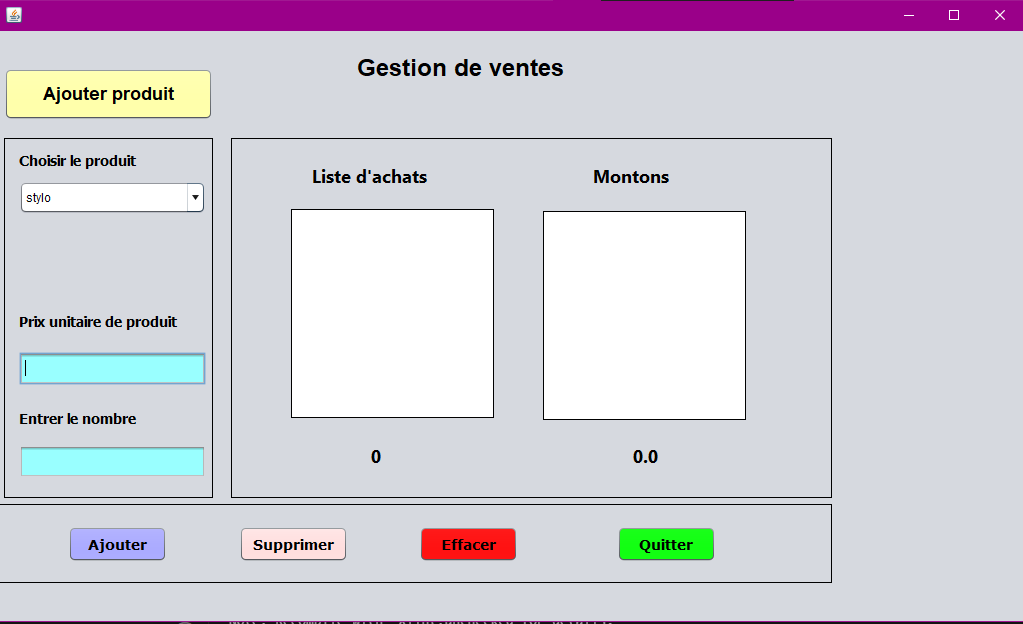 Gestion de ventes
Ajouter produit
Choisir le produit
stylo
Prix unitaire de produit
Entrer le nombre
Liste d'achats
Montons
0
0.0
Ajouter
Supprimer
Effacer
Quitter